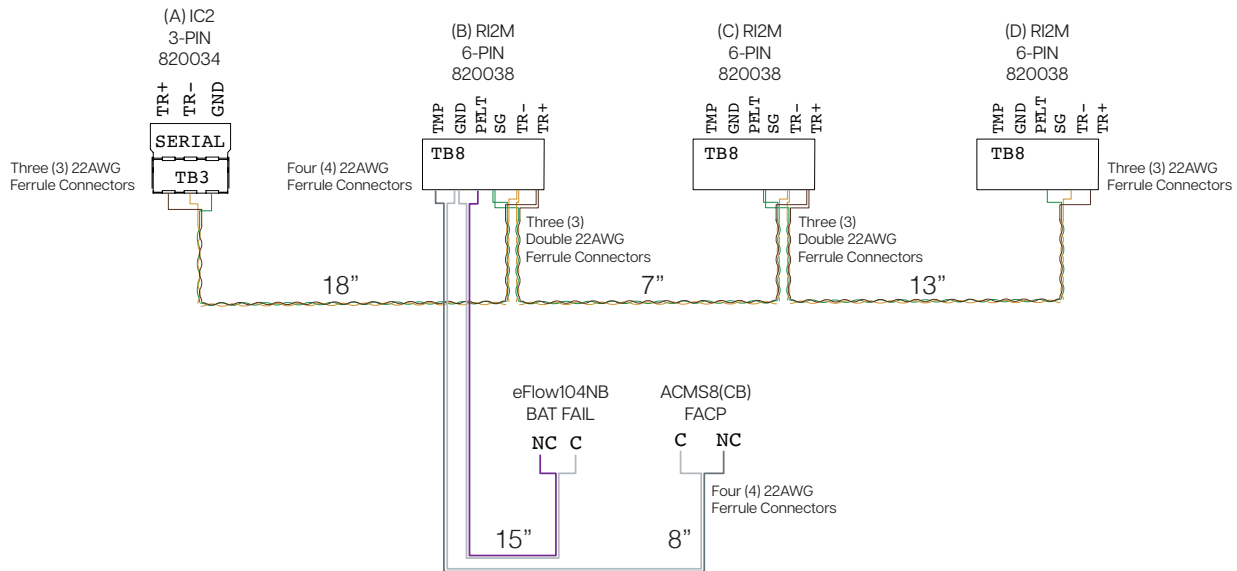 (A) IC2
3-PIN
820034
TR+
TR-
GND
SERIAL
TB3
Three (3) 22AWG
Ferrule Connectors
(B) RI2M
6-PIN
820038
TMP
GND
PFLT
SG
TR-
TR+
TB8
Four (4) 22AWG
Ferrule Connectors
Three (3)
Double 22AWG
Ferrule Connectors
(C) RI2M
6-PIN
820038
TMP
GND
PFLT
SG
TR-
TR+
TB8
Three (3)
Double 22AWG
Ferrule Connectors
(D) RI2M
6-PIN
820038
TMP
GND
PFLT
SG
TR-
TR+
TB8
Three (3) 22AWG
Ferrule Connectors
18”
7”
13”
eFlow104NB
BAT FAIL
NC C
ACMS8(CB)
FACP
C NC
Four (4) 22AWG
Ferrule Connectors
15”
8”